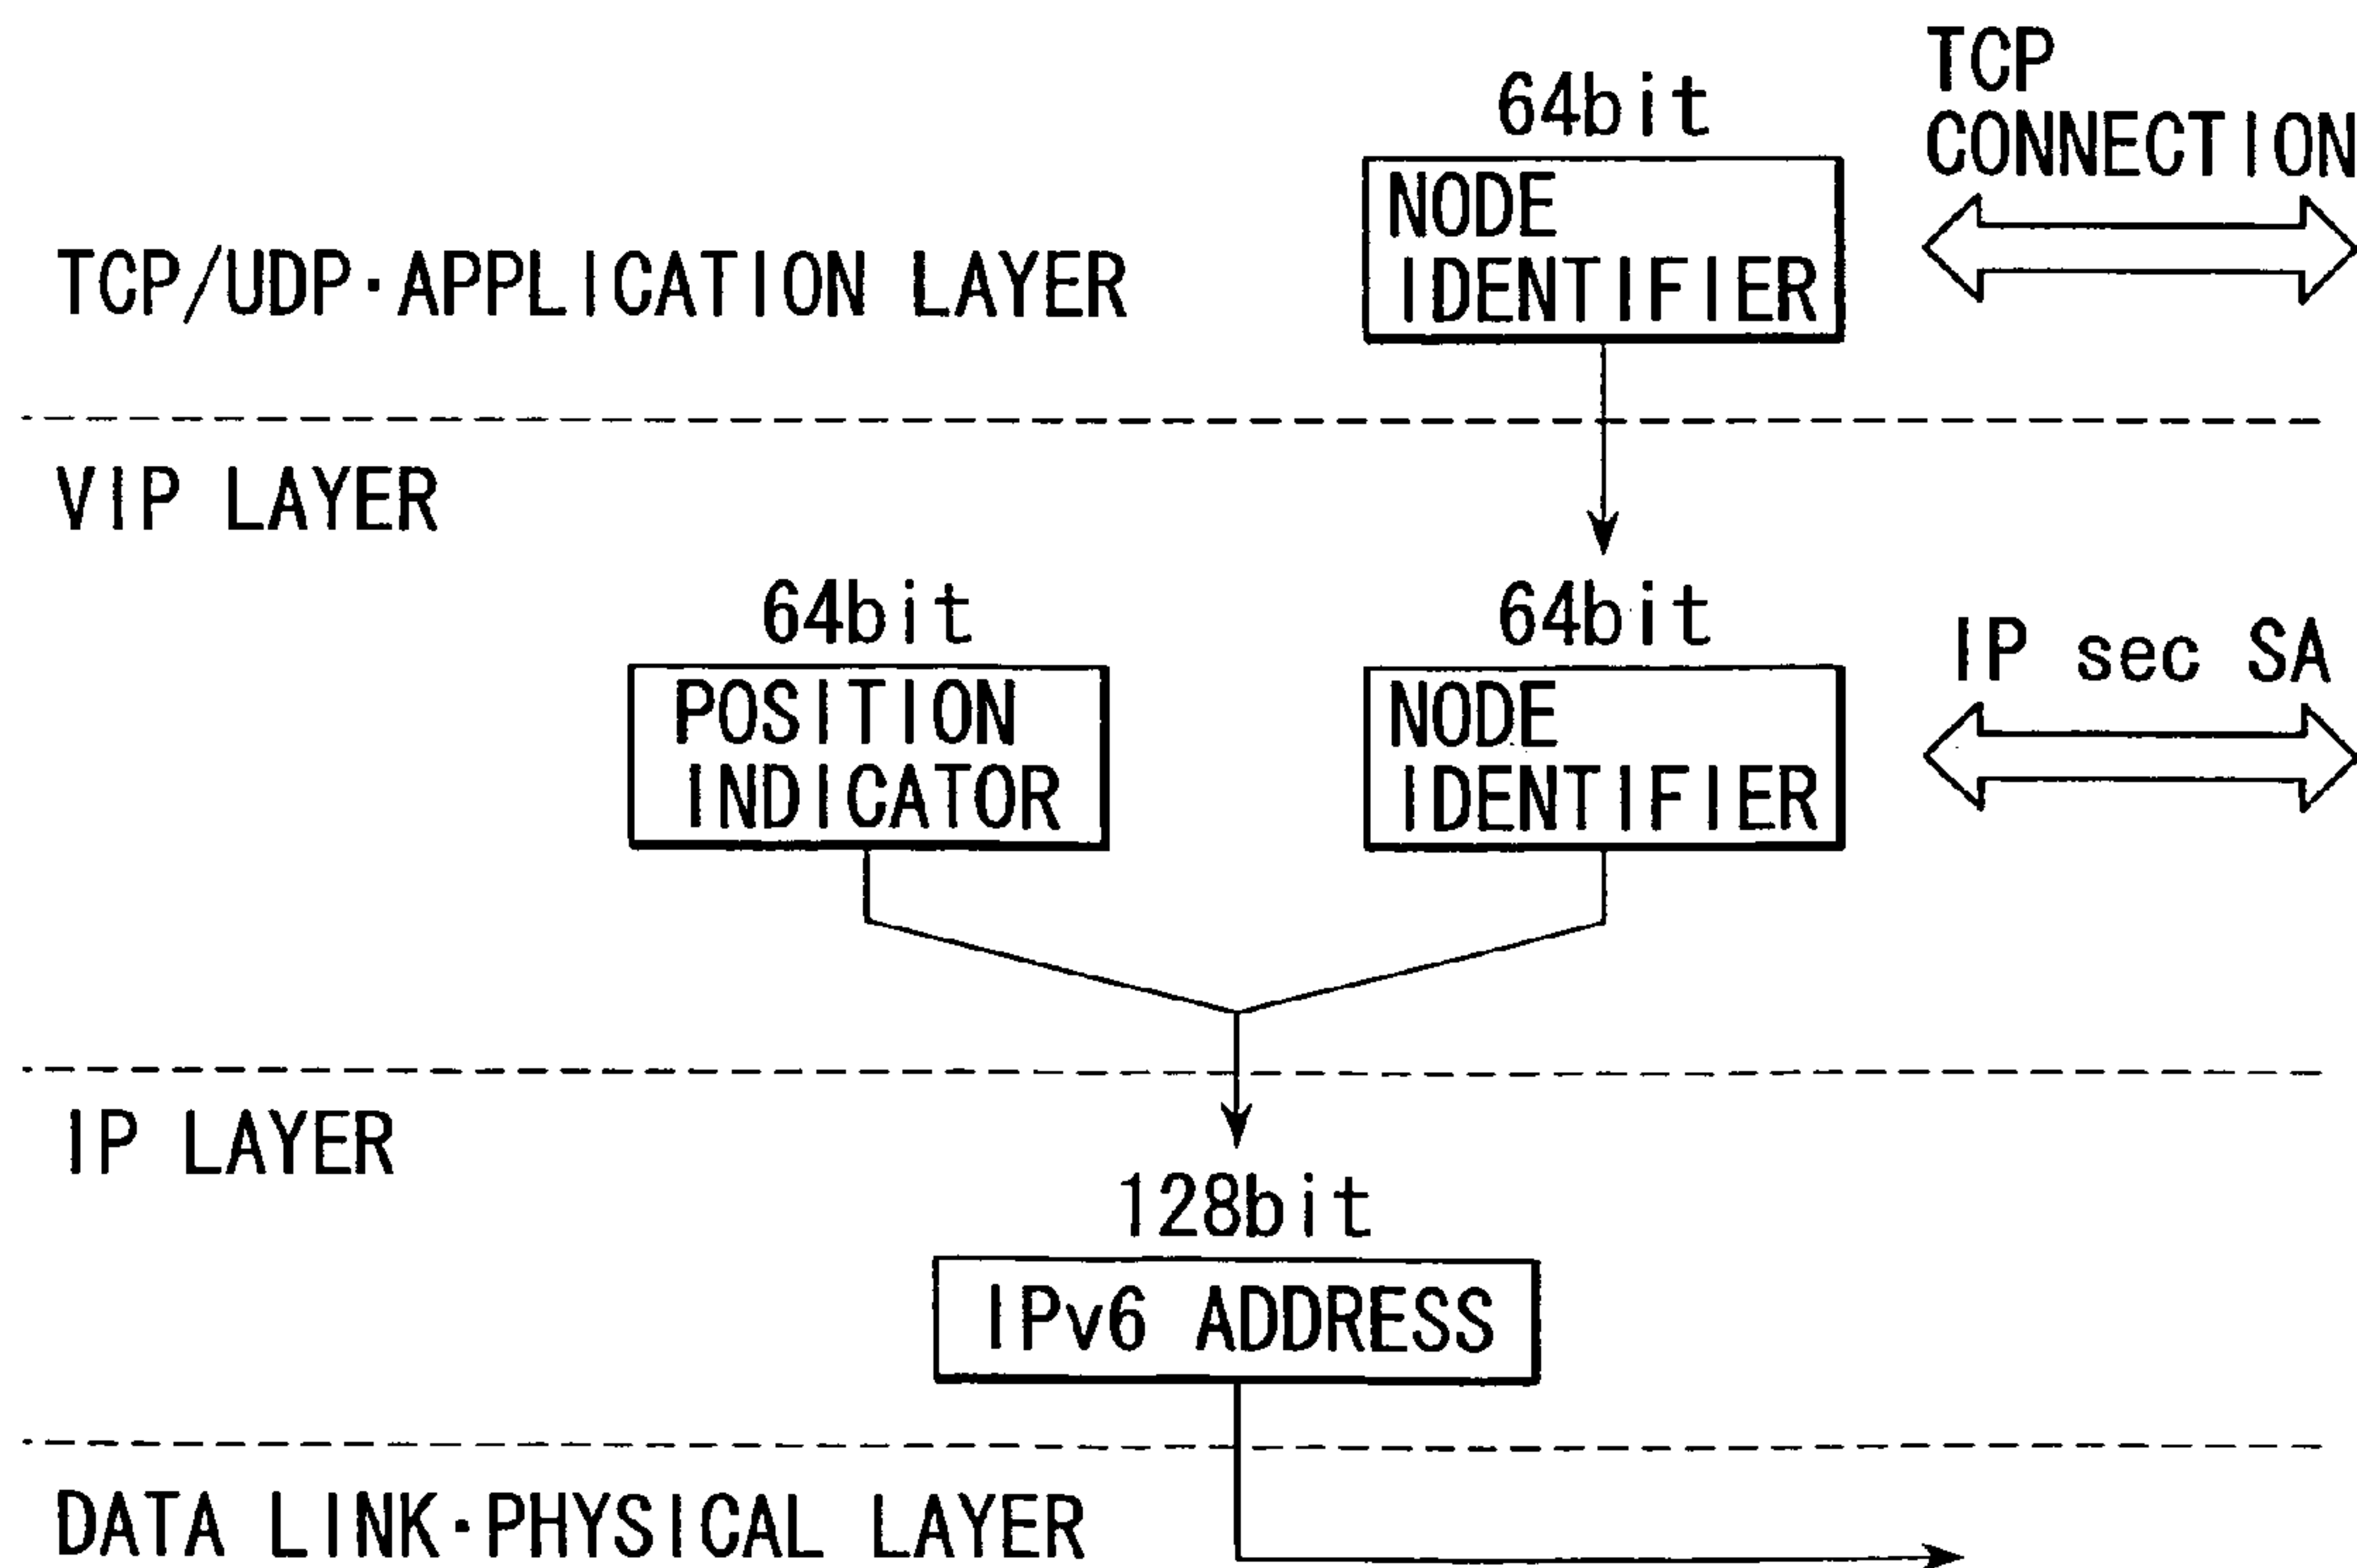 TCP
CONNECTION
64bit
NODE
IDENTIFIER
TCP/UDP·APPLICATION LAYER
VIP LAYER
64bit
64bit
IP sec SA
POSITION
INDICATOR
NODE
IDENTIFIER
IP LAYER
128bit
IPv6 ADDRESS
DATA LINK·PHYSICAL LAYER